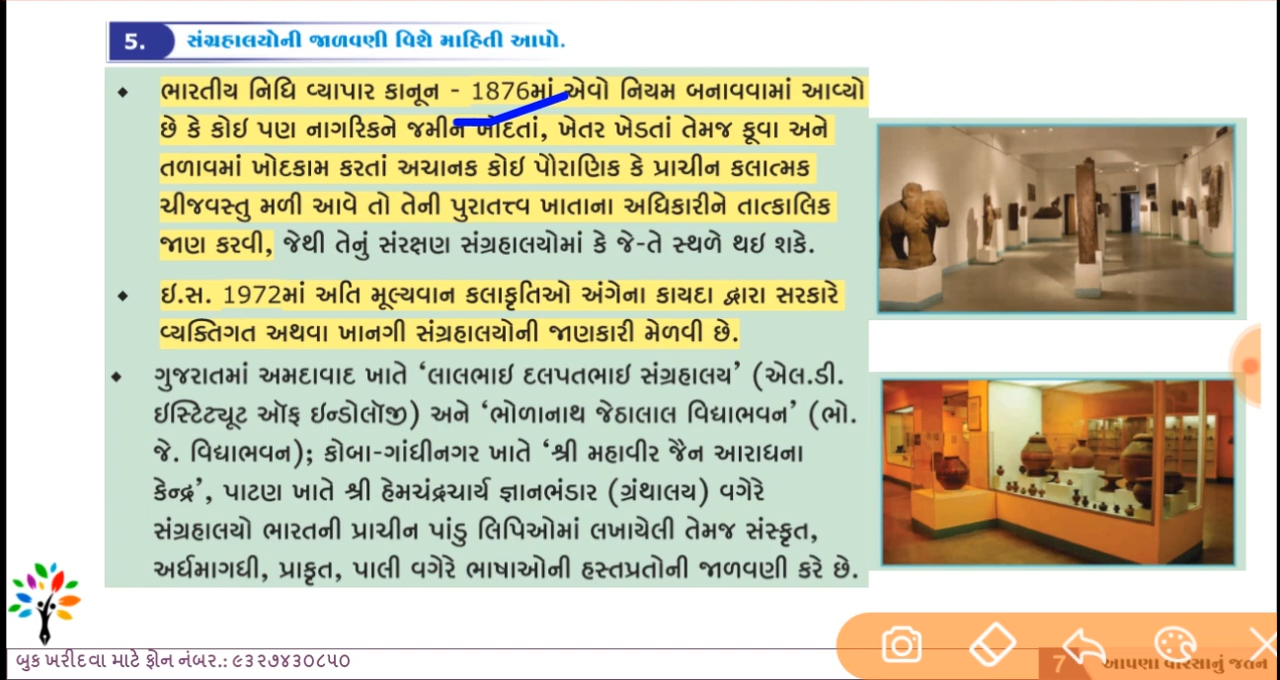 5. સંગ્રહાલયોની જાળવણી વિશે માહિતી આપો.
◆ ભારતીય નિધિ વ્યાપાર કાનૂન - 1876માં એવો નિયમ બનાવવામાં આવ્યો
છે કે કોઇ પણ નાગરિકને જમીન ખોદતાં, ખેતર ખેડતાં તેમજ કૂવા અને
તળાવમાં ખોદકામ કરતાં અચાનક કોઇ પૌરાણિક કે પ્રાચીન કલાત્મક
ચીજવસ્તુ મળી આવે તો તેની પુરાતત્ત્વ ખાતાના અધિકારીને તાત્કાલિક
જાણ કરવી, જેથી તેનું સંરક્ષણ સંગ્રહાલયોમાં કે જે-તે સ્થળે થઇ શકે.
◆ ઇ.સ. 1972માં અતિ મૂલ્યવાન કલાકૃતિઓ અંગેના કાયદા દ્વારા સરકારે
વ્યક્તિગત અથવા ખાનગી સંગ્રહાલયોની જાણકારી મેળવી છે.
◆ ગુજરાતમાં અમદાવાદ ખાતે ‘લાલભાઇ દલપતભાઇ સંગ્રહાલય’ (એલ.ડી.
ઇસ્ટિટ્યૂટ ઑફ ઇન્ડોલૉજી) અને ‘ભોળાનાથ જેઠાલાલ વિદ્યાભવન’ (ભો.
જે. વિદ્યાભવન); કોબા-ગાંધીનગર ખાતે ‘શ્રી મહાવીર જૈન આરાધના
કેન્દ્ર’, પાટણ ખાતે શ્રી હેમચંદ્રચાર્ય જ્ઞાનભંડાર (ગ્રંથાલય) વગેરે
સંગ્રહાલયો ભારતની પ્રાચીન પાંડુ લિપિઓમાં લખાયેલી તેમજ સંસ્કૃત,
અર્ધમાગધી, પ્રાકૃત, પાલી વગેરે ભાષાઓની હસ્તપ્રતોની જાળવણી કરે છે.
બુક ખરીદવા માટે ફોન નંબર.: ૯૩૨૭૪૩૦૮૫૦
7 આપણા વારસાનું જતન